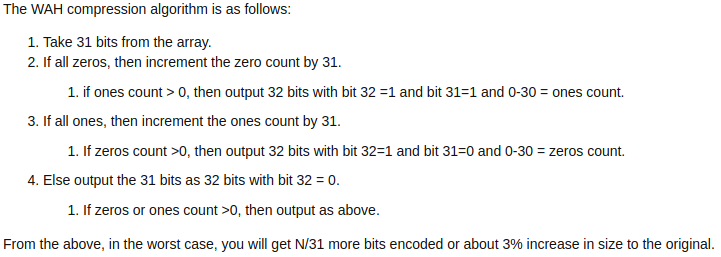 The WAH compression algorithm is as follows:
1. Take 31 bits from the array.
2. If all zeros, then increment the zero count by 31.
1. if ones count > 0, then output 32 bits with bit 32 =1 and bit 31=1 and 0-30 = ones count.
3. If all ones, then increment the ones count by 31.
1. If zeros count >0, then output 32 bits with bit 32=1 and bit 31=0 and 0-30 = zeros count.
4. Else output the 31 bits as 32 bits with bit 32 = 0.
1. If zeros or ones count >0, then output as above.
From the above, in the worst case, you will get N/31 more bits encoded or about 3% increase in size to the original.